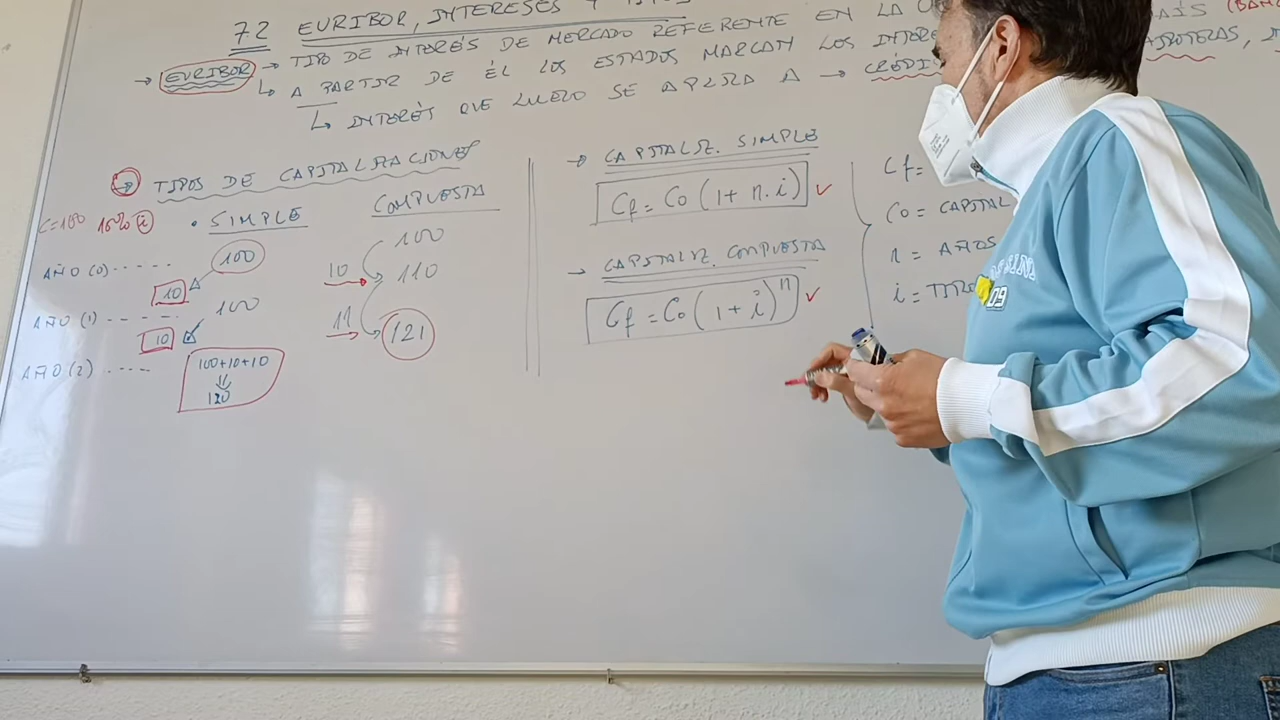 7.2 EURIBOR, INTERESES Y
→ EURIBOR → TIPO DE INTERÉS DE MERCADO REFERENTE EN LA
↳ A PARTIR DE ÉL LOS ESTADOS MARCAN LOS
↳ INTERÉS QUE LUEGO SE APLICA A →
→ TIPOS DE CAPITALIZACIONES
C=100 10% (i)
• SIMPLE
COMPUESTA
AÑO (0) ······
100
100
10
10
110
AÑO (1) ·······
100
10
11
121
AÑO (2) ····
100+10+10
⇓
120
→ CAPITALIZ. SIMPLE
Cf = Co (1 + n.i) ✓
→ CAPITALIZ. COMPUESTA
Cf = Co (1 + i)ⁿ ✓
Cf =
Co = CAPITAL
n = AÑOS
i = TIPO
09